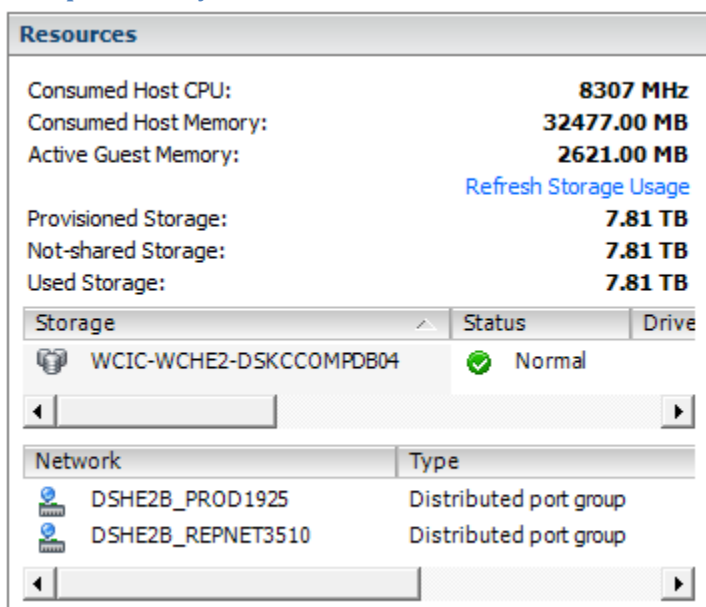 Resources
Consumed Host CPU: 8307 MHz
Consumed Host Memory: 32477.00 MB
Active Guest Memory: 2621.00 MB
Refresh Storage Usage
Provisioned Storage: 7.81 TB
Not-shared Storage: 7.81 TB
Used Storage: 7.81 TB
Storage Status Drive
WCIC-WCHE2-DSKCCOMPDB04 Normal
Network Type
DSHE2B_PROD1925 Distributed port group
DSHE2B_REPNET3510 Distributed port group